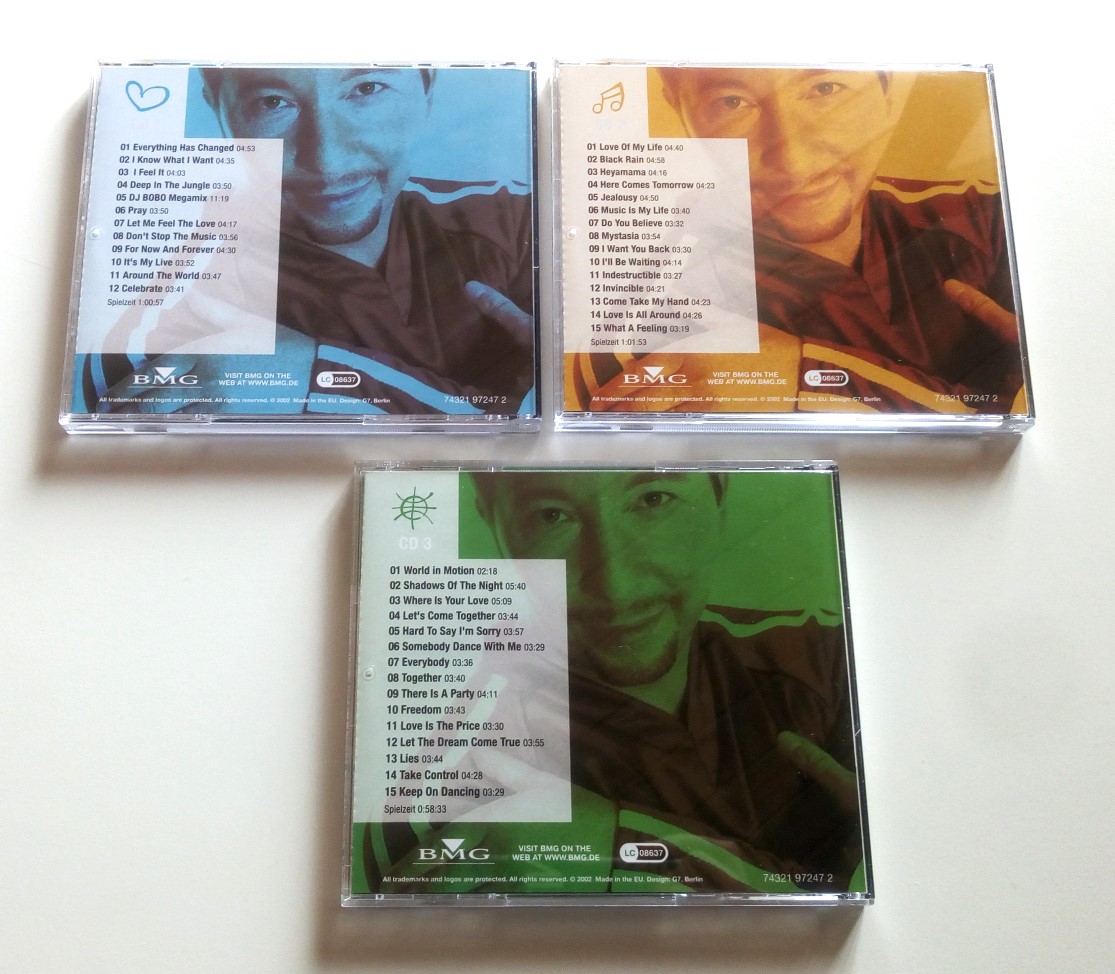 01 Everything Has Changed 04:53
02 I Know What I Want 04:35
03 I Feel It 04:03
04 Deep In The Jungle 03:50
05 DJ BOBO Megamix 11:19
06 Pray 03:50
07 Let Me Feel The Love 04:17
08 Don't Stop The Music 03:56
09 For Now And Forever 04:30
10 It's My Live 03:52
11 Around The World 03:47
12 Celebrate 03:41
Spielzeit 1:00:57
BMG
VISIT BMG ON THE
WEB AT WWW.BMG.DE
LC 08637
All trademarks and logos are protected. All rights reserved. © 2002 Made in the EU. Design: G7, Berlin
74321 97247 2
01 Love Of My Life 04:40
02 Black Rain 04:58
03 Heyamama 04:16
04 Here Comes Tomorrow 04:23
05 Jealousy 04:50
06 Music Is My Life 03:40
07 Do You Believe 03:32
08 Mystasia 03:54
09 I Want You Back 03:30
10 I'll Be Waiting 04:14
11 Indestructible 03:27
12 Invincible 04:21
13 Come Take My Hand 04:23
14 Love Is All Around 04:26
15 What A Feeling 03:19
Spielzeit 1:01:53
BMG
VISIT BMG ON THE
WEB AT WWW.BMG.DE
LC 08637
All trademarks and logos are protected. All rights reserved. © 2002 Made in the EU. Design: G7, Berlin
74321 97247 2
CD 3
01 World in Motion 02:18
02 Shadows Of The Night 05:40
03 Where Is Your Love 05:09
04 Let's Come Together 03:44
05 Hard To Say I'm Sorry 03:57
06 Somebody Dance With Me 03:29
07 Everybody 03:36
08 Together 03:40
09 There Is A Party 04:11
10 Freedom 03:43
11 Love Is The Price 03:30
12 Let The Dream Come True 03:55
13 Lies 03:44
14 Take Control 04:28
15 Keep On Dancing 03:29
Spielzeit 0:58:33
BMG
VISIT BMG ON THE
WEB AT WWW.BMG.DE
LC 08637
All trademarks and logos are protected. All rights reserved. © 2002 Made in the EU. Design: G7, Berlin
74321 97247 2